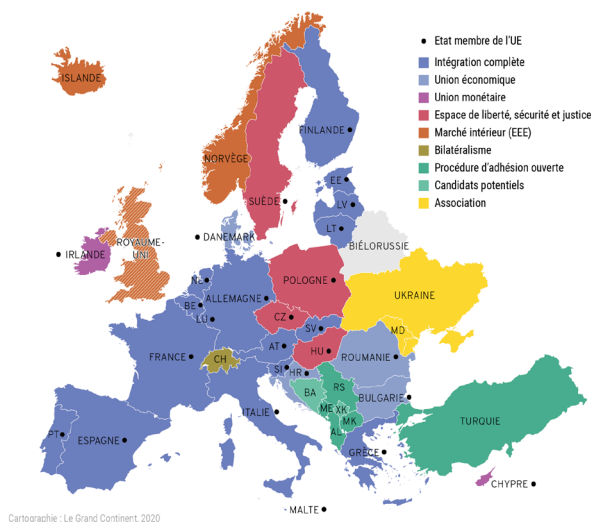 Etat membre de l'UE
Intégration complète
Union économique
Union monétaire
Espace de liberté, sécurité et justice
Marché intérieur (EEE)
Bilatéralisme
Procédure d'adhésion ouverte
Candidats potentiels
Association
ISLANDE
FINLANDE
NORVÈGE
EE
SUÈDE
LV
LT
DANEMARK
ROYAUME-
UNI
IRLANDE
BIÉLORUSSIE
NL
POLOGNE
ALLEMAGNE
UKRAINE
BE
CZ
LU
SV
MD
AT
HU
FRANCE
CH
ROUMANIE
SI
HR
BA
RS
BULGARIE
ME
XK
ITALIE
MK
TURQUIE
AL
PT
ESPAGNE
GRÈCE
CHYPRE
MALTE
Cartographie : Le Grand Continent, 2020